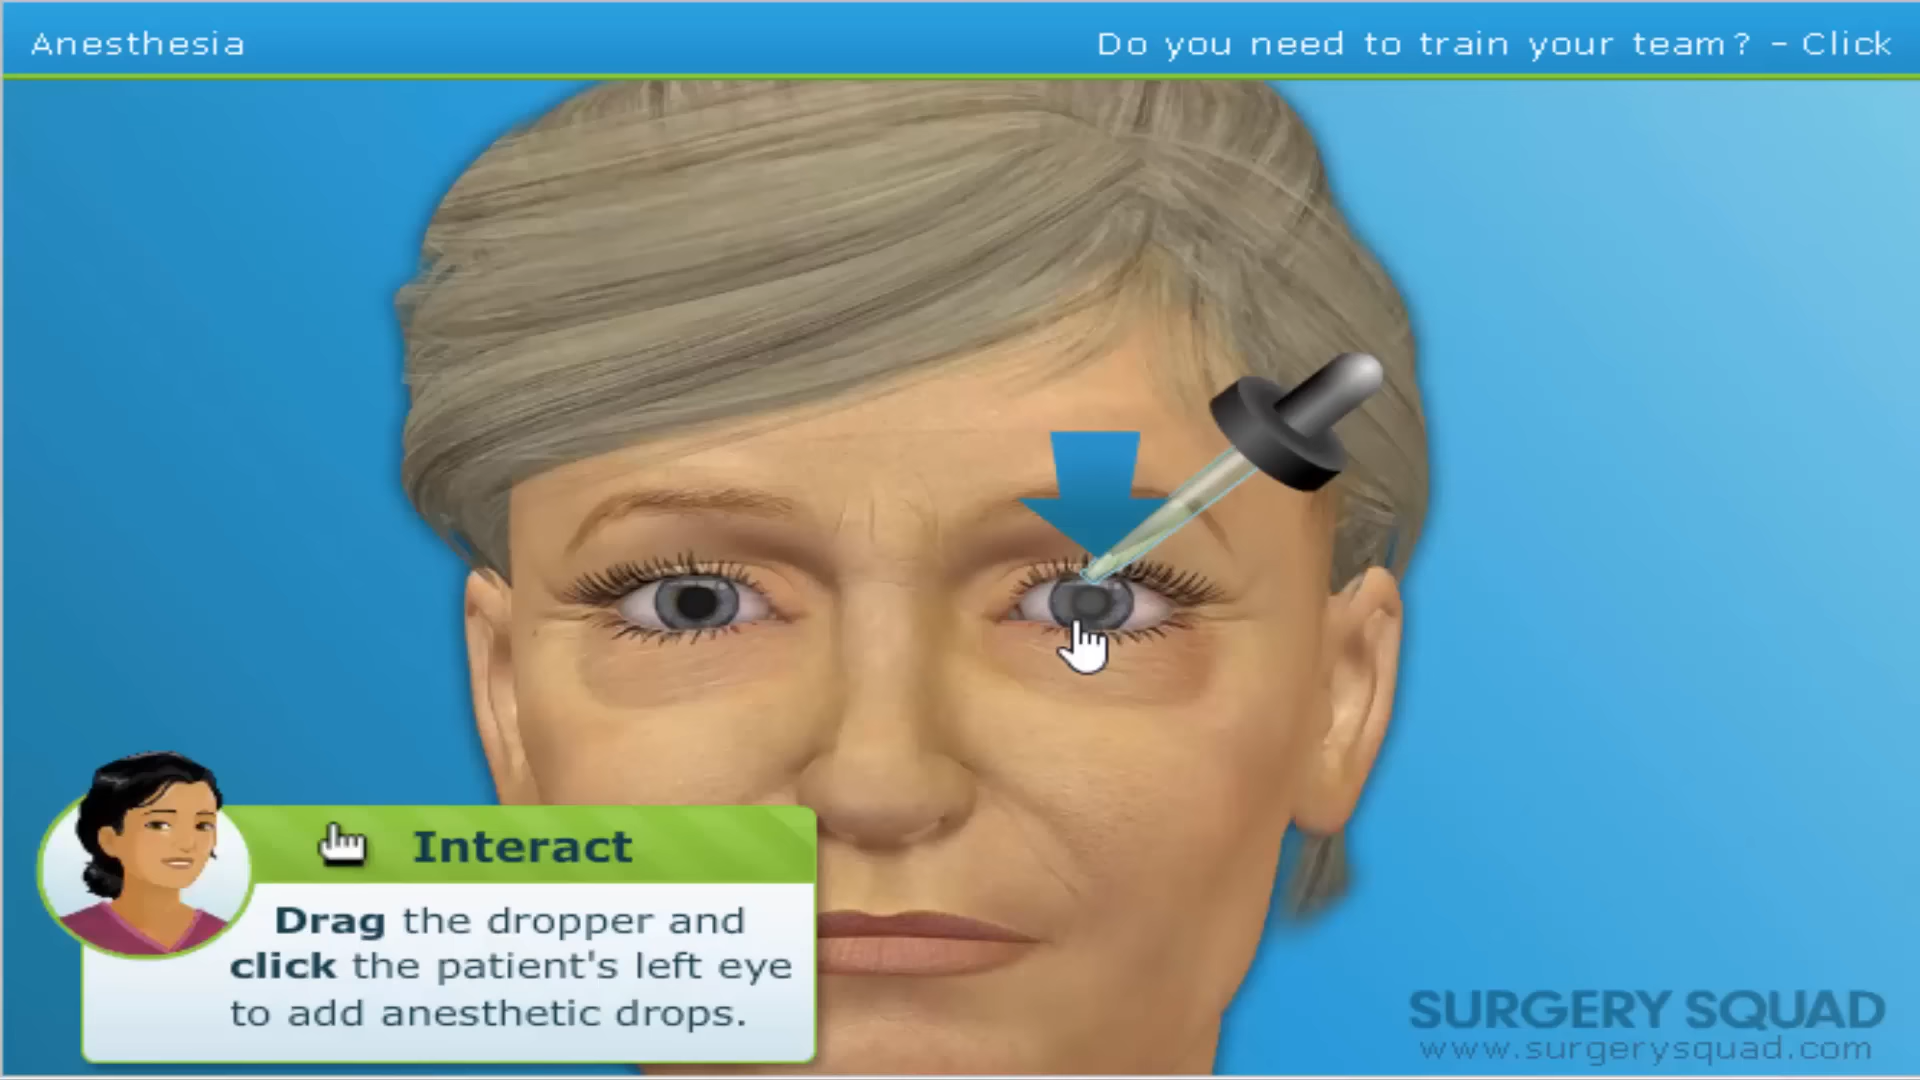 Anesthesia
Do you need to train your team? - Click
Interact
Drag the dropper and
click the patient's left eye
to add anesthetic drops.
SURGERY SQUAD
www.surgerysquad.com